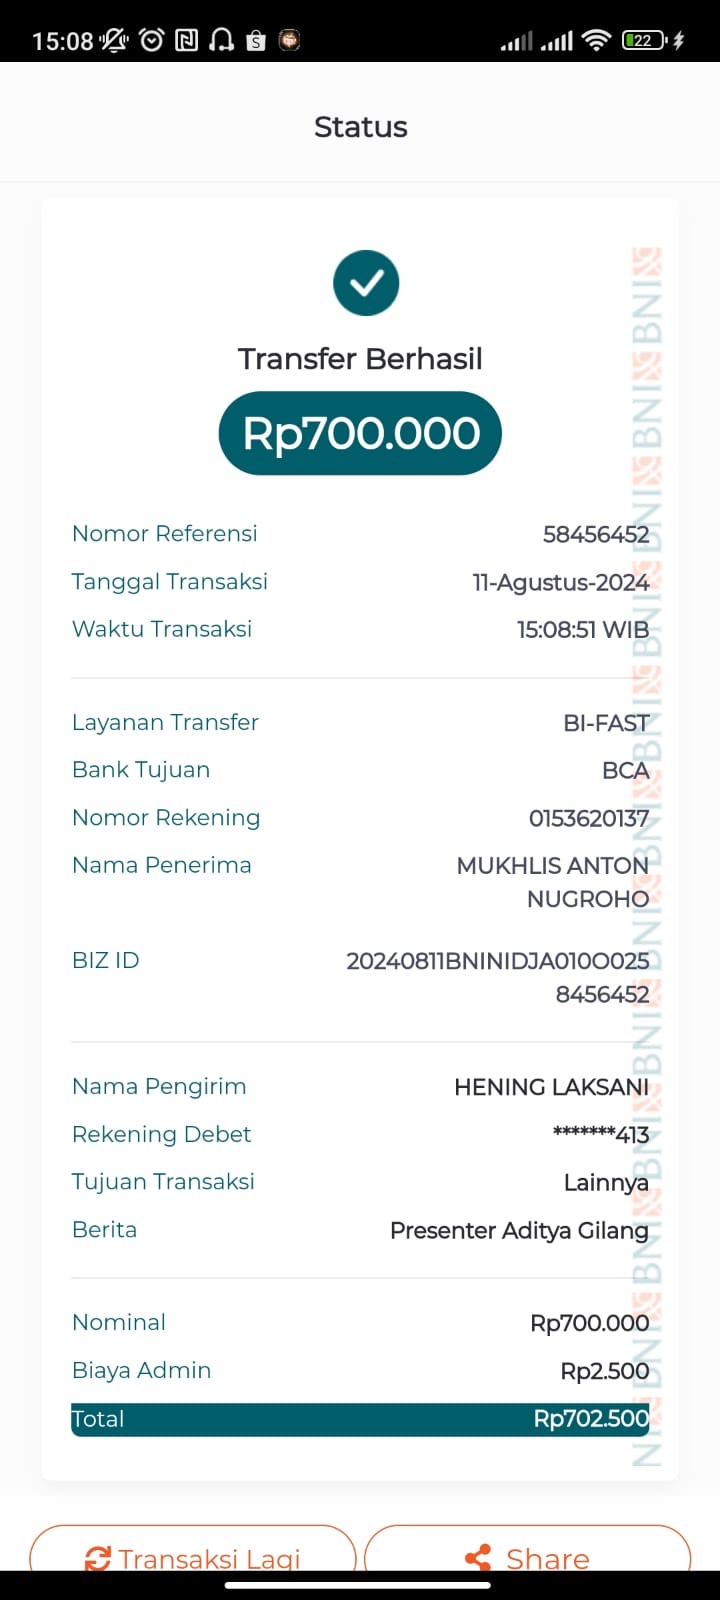 15:08
22
Status
Transfer Berhasil
Rp700.000
Nomor Referensi 58456452
Tanggal Transaksi 11-Agustus-2024
Waktu Transaksi 15:08:51 WIB
Layanan Transfer BI-FAST
Bank Tujuan BCA
Nomor Rekening 0153620137
Nama Penerima MUKHLIS ANTON
NUGROHO
BIZ ID 20240811BNINIDJA010O025
8456452
Nama Pengirim HENING LAKSANI
Rekening Debet *******413
Tujuan Transaksi Lainnya
Berita Presenter Aditya Gilang
Nominal Rp700.000
Biaya Admin Rp2.500
Total Rp702.500
Transaksi Lagi
Share
BNI BNI BNI BNI BNI BNI BNI BNI BNI BNI BNI NI